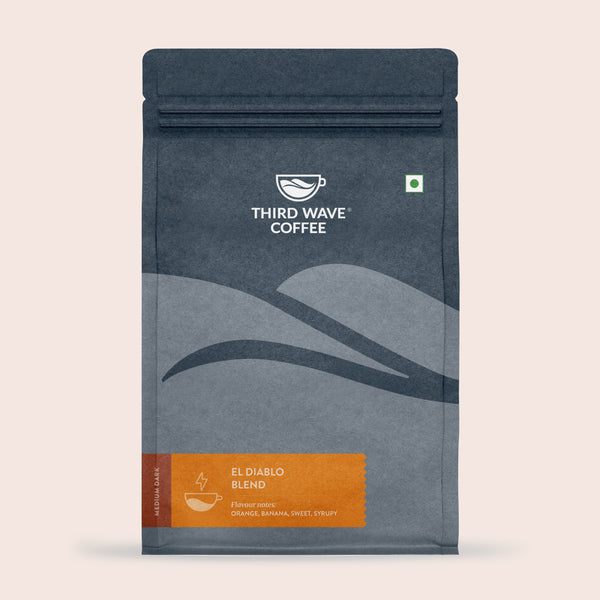 THIRD WAVE®
COFFEE
MEDIUM DARK
EL DIABLO
BLEND
Flavour notes:
ORANGE, BANANA, SWEET, SYRUPY